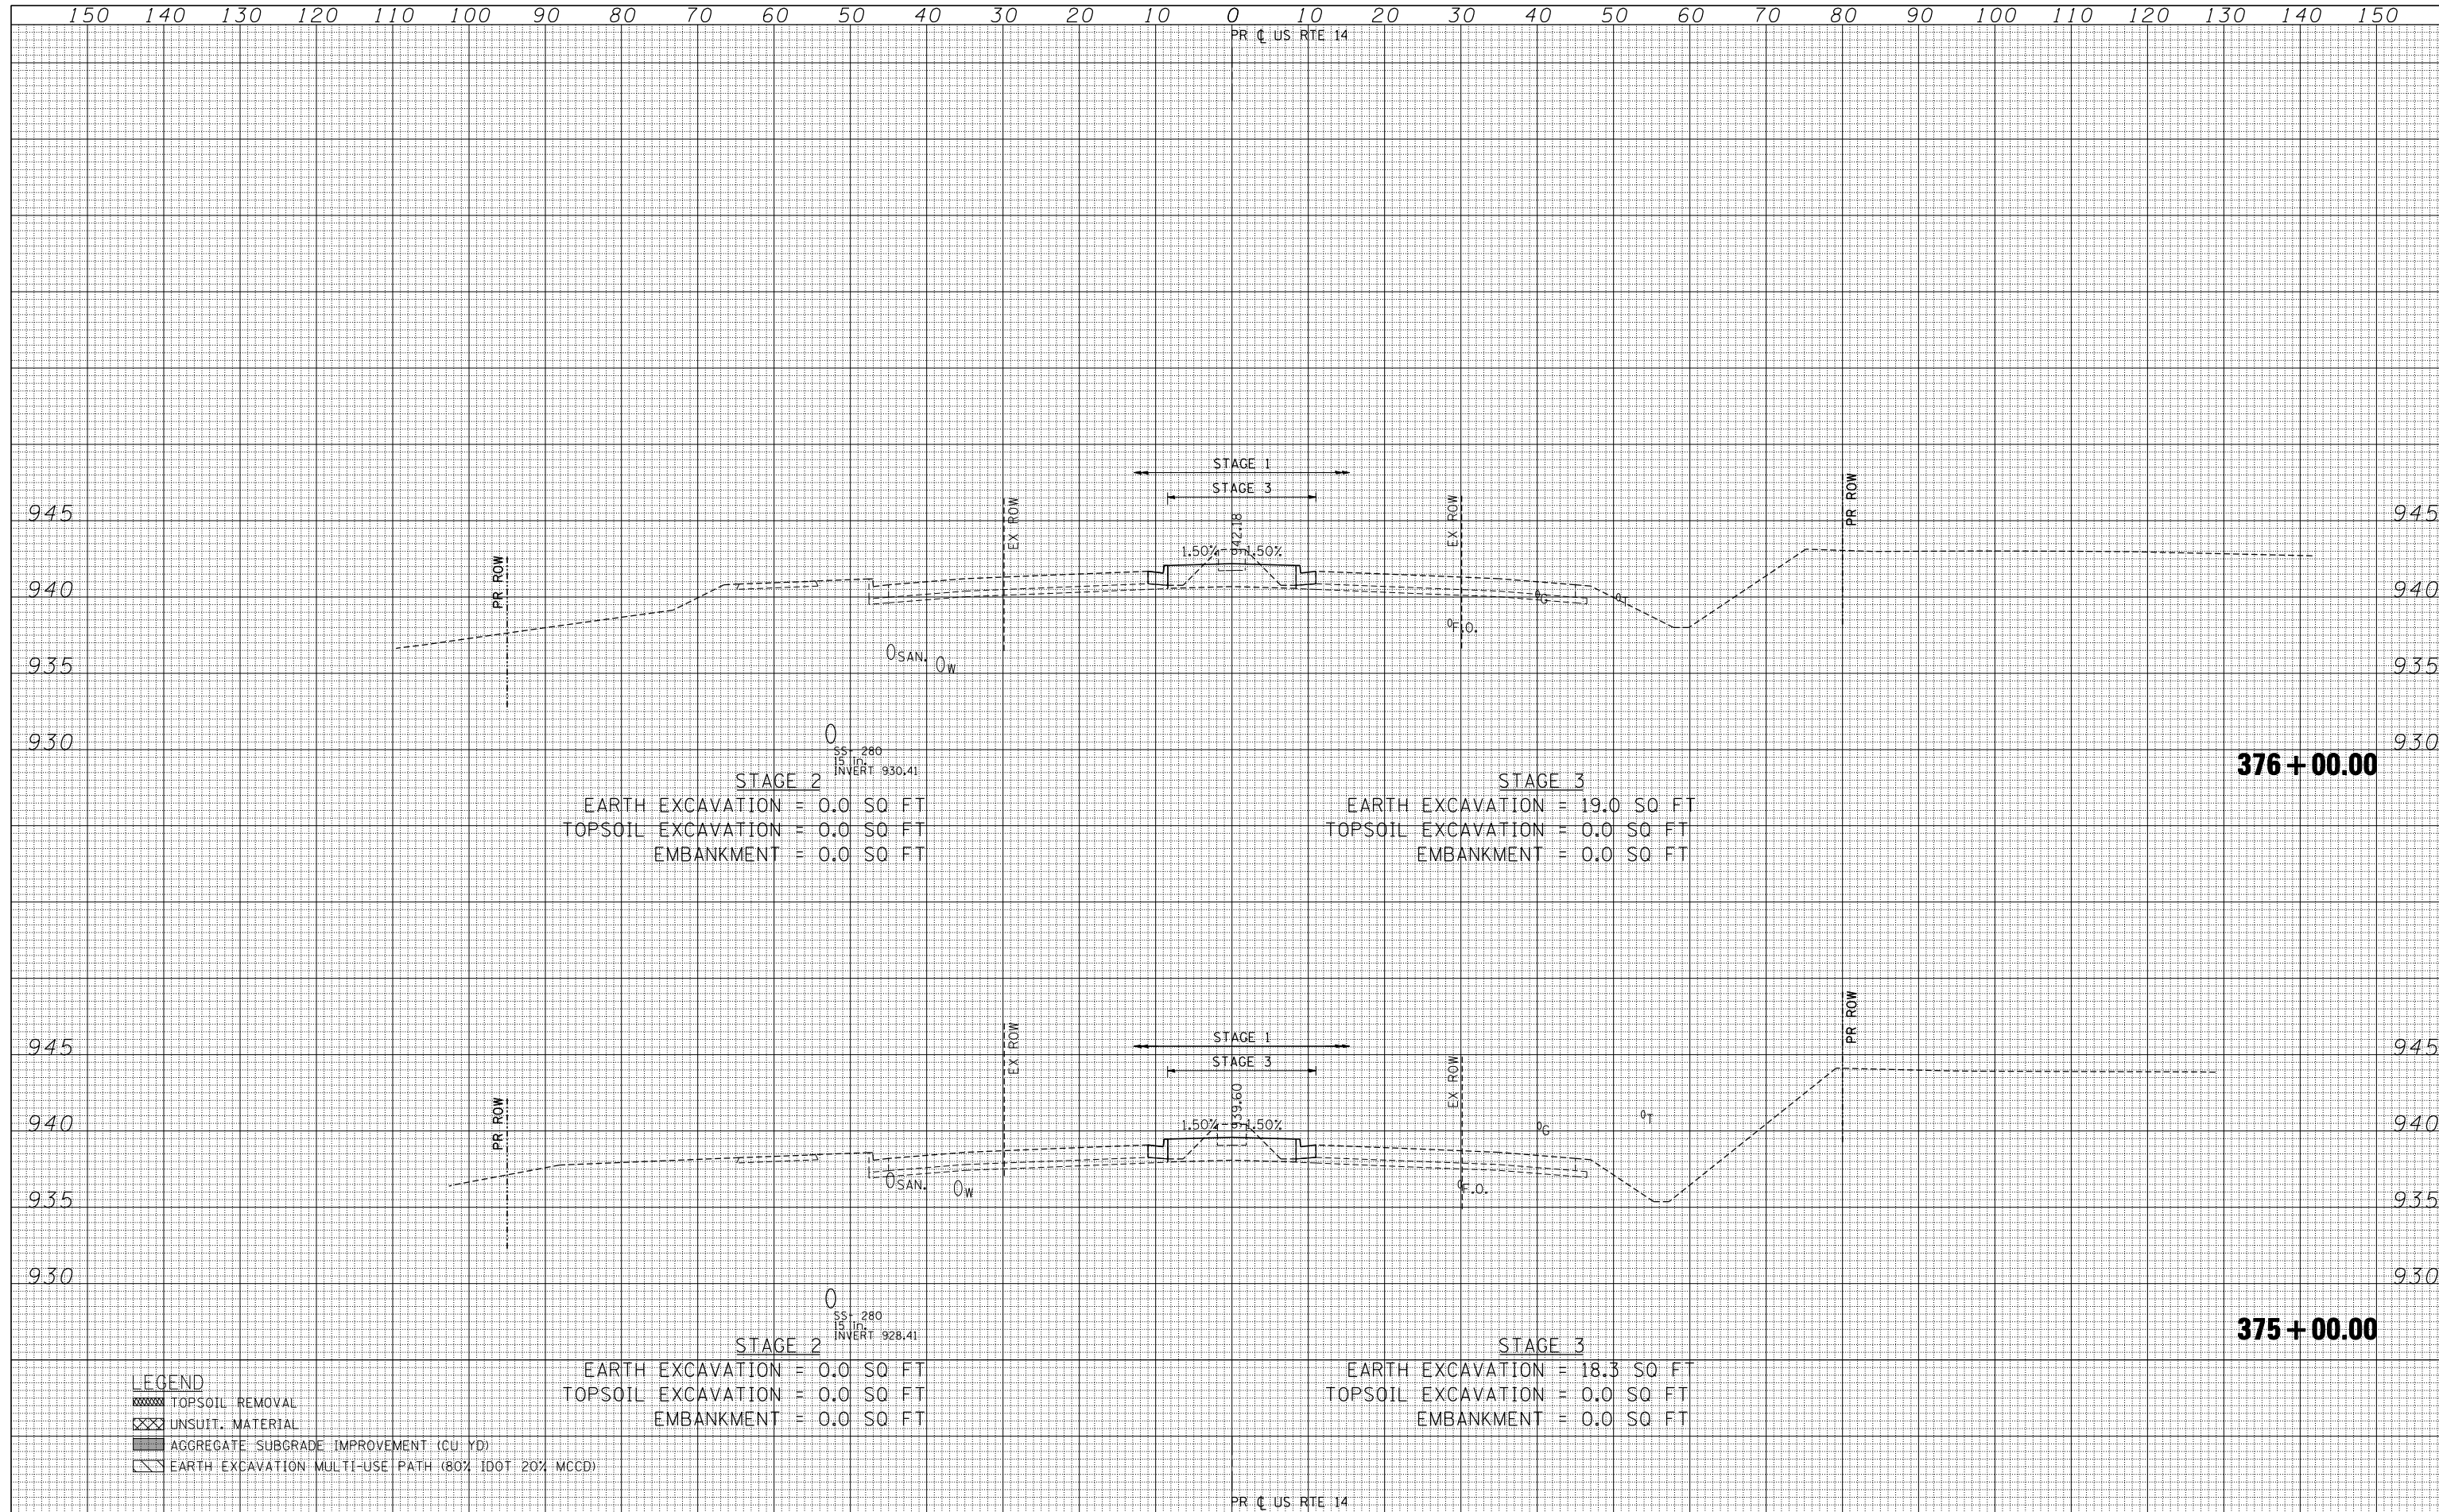 150 140 130 120 110 100 90 80 70 60 50 40 30 20 10 0 10 20 30 40 50 60 70 80 90 100 110 120 130 140 150
PR ℄ US RTE 14
STAGE 1
STAGE 3
945
PR ROW
EX ROW
942.18
1.50%
1.50%
EX ROW
PR ROW
945
940
G
T
940
F.O.
935
SAN.
W
935
930
SS- 280
15 In.
INVERT 930.41
930
376+00.00
STAGE 2
EARTH EXCAVATION = 0.0 SQ FT
TOPSOIL EXCAVATION = 0.0 SQ FT
EMBANKMENT = 0.0 SQ FT
STAGE 3
EARTH EXCAVATION = 19.0 SQ FT
TOPSOIL EXCAVATION = 0.0 SQ FT
EMBANKMENT = 0.0 SQ FT
STAGE 1
STAGE 3
945
PR ROW
EX ROW
939.60
1.50%
1.50%
EX ROW
PR ROW
945
940
G
T
940
935
SAN.
W
F.O.
935
930
SS- 280
15 In.
INVERT 928.41
930
375+00.00
STAGE 2
EARTH EXCAVATION = 0.0 SQ FT
TOPSOIL EXCAVATION = 0.0 SQ FT
EMBANKMENT = 0.0 SQ FT
STAGE 3
EARTH EXCAVATION = 18.3 SQ FT
TOPSOIL EXCAVATION = 0.0 SQ FT
EMBANKMENT = 0.0 SQ FT
LEGEND
TOPSOIL REMOVAL
UNSUIT. MATERIAL
AGGREGATE SUBGRADE IMPROVEMENT (CU YD)
EARTH EXCAVATION MULTI-USE PATH (80% IDOT 20% MCCD)
PR ℄ US RTE 14